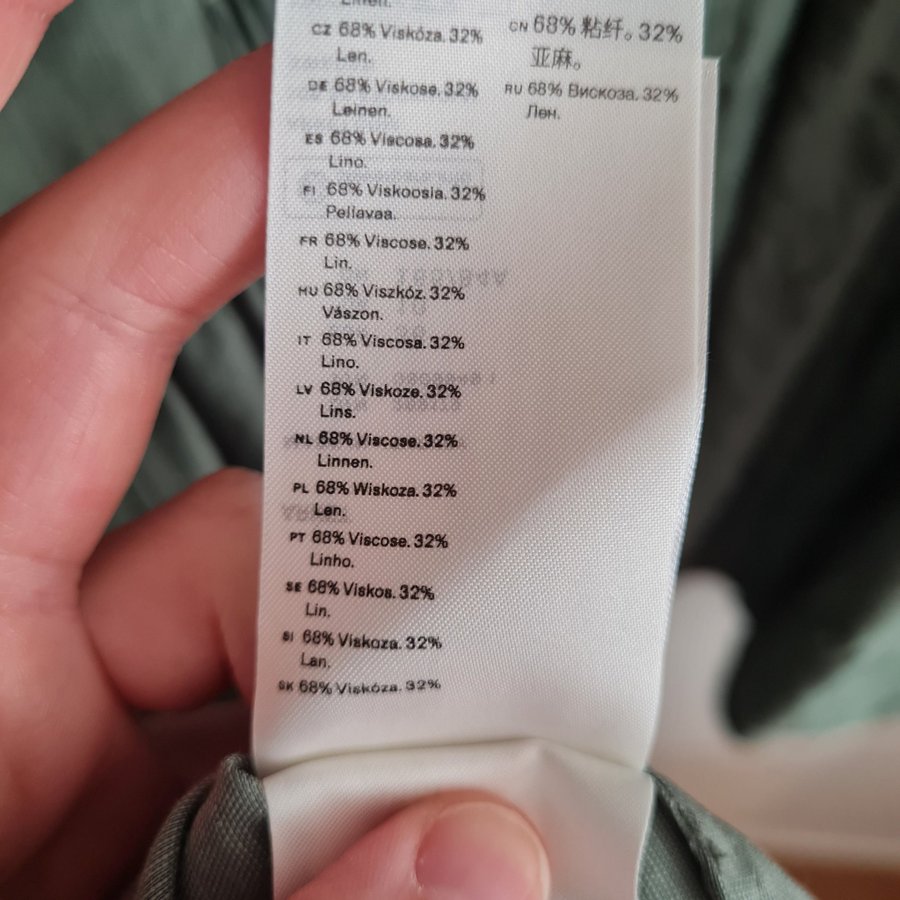 Linen.
CZ 68% Viskóza. 32%
Len.
DE 68% Viskose. 32%
Leinen.
ES 68% Viscosa. 32%
Lino.
FI 68% Viskoosia. 32%
Pellavaa.
FR 68% Viscose. 32%
Lin.
HU 68% Viszkóz. 32%
Vászon.
IT 68% Viscosa. 32%
Lino.
LV 68% Viskoze. 32%
Lins.
NL 68% Viscose. 32%
Linnen.
PL 68% Wiskoza. 32%
Len.
PT 68% Viscose. 32%
Linho.
SE 68% Viskos. 32%
Lin.
SI 68% Viskoza. 32%
Lan.
SK 68% Viskóza. 32%
CN 68% 粘纤。32%
亚麻。
RU 68% Вискоза. 32%
Лен.